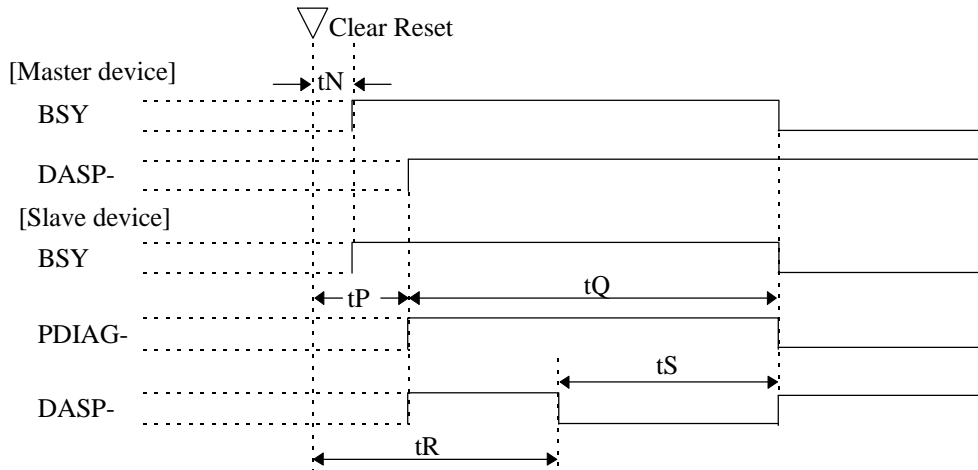 Clear Reset
tN
[Master device]
BSY
DASP-
[Slave device]
BSY
tP
tQ
PDIAG-
tS
DASP-
tR